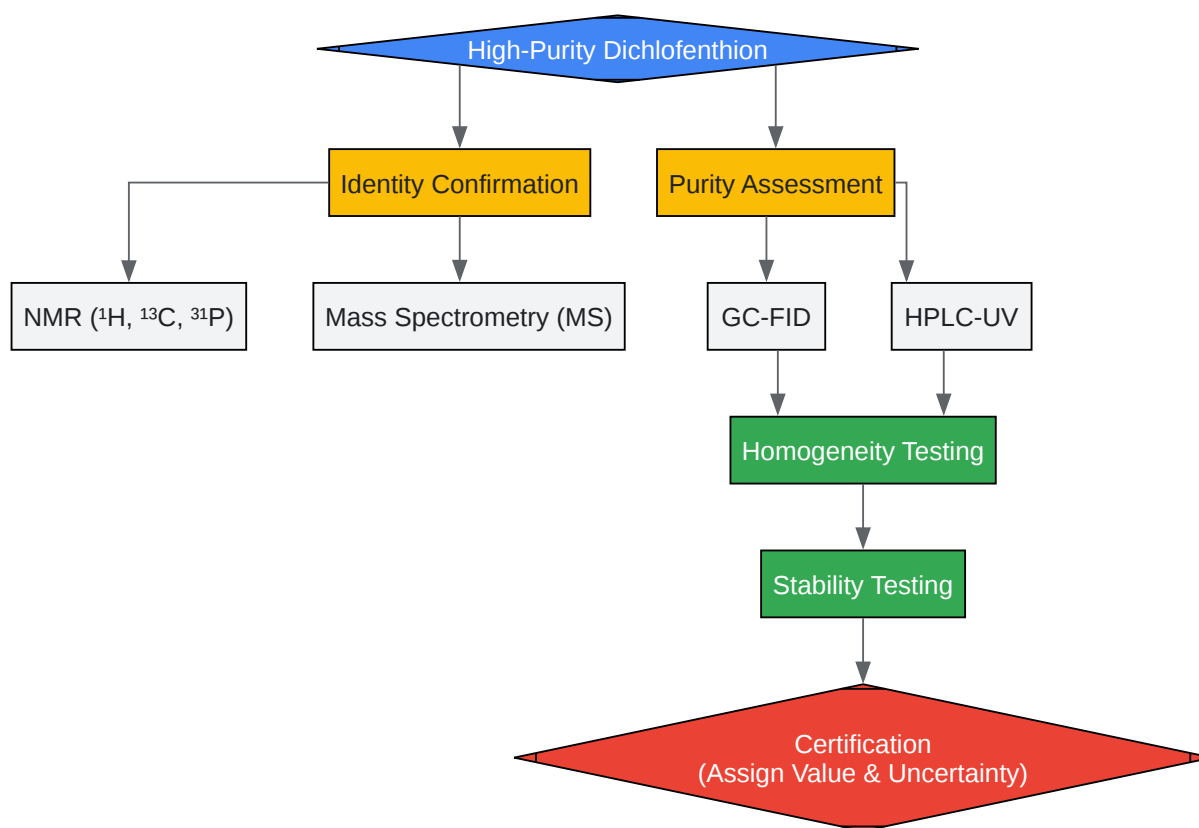 High-Purity Dichlofenthion
Identity Confirmation
Purity Assessment
NMR (¹H, ¹³C, ³¹P)
Mass Spectrometry (MS)
GC-FID
HPLC-UV
Homogeneity Testing
Stability Testing
Certification
(Assign Value & Uncertainty)